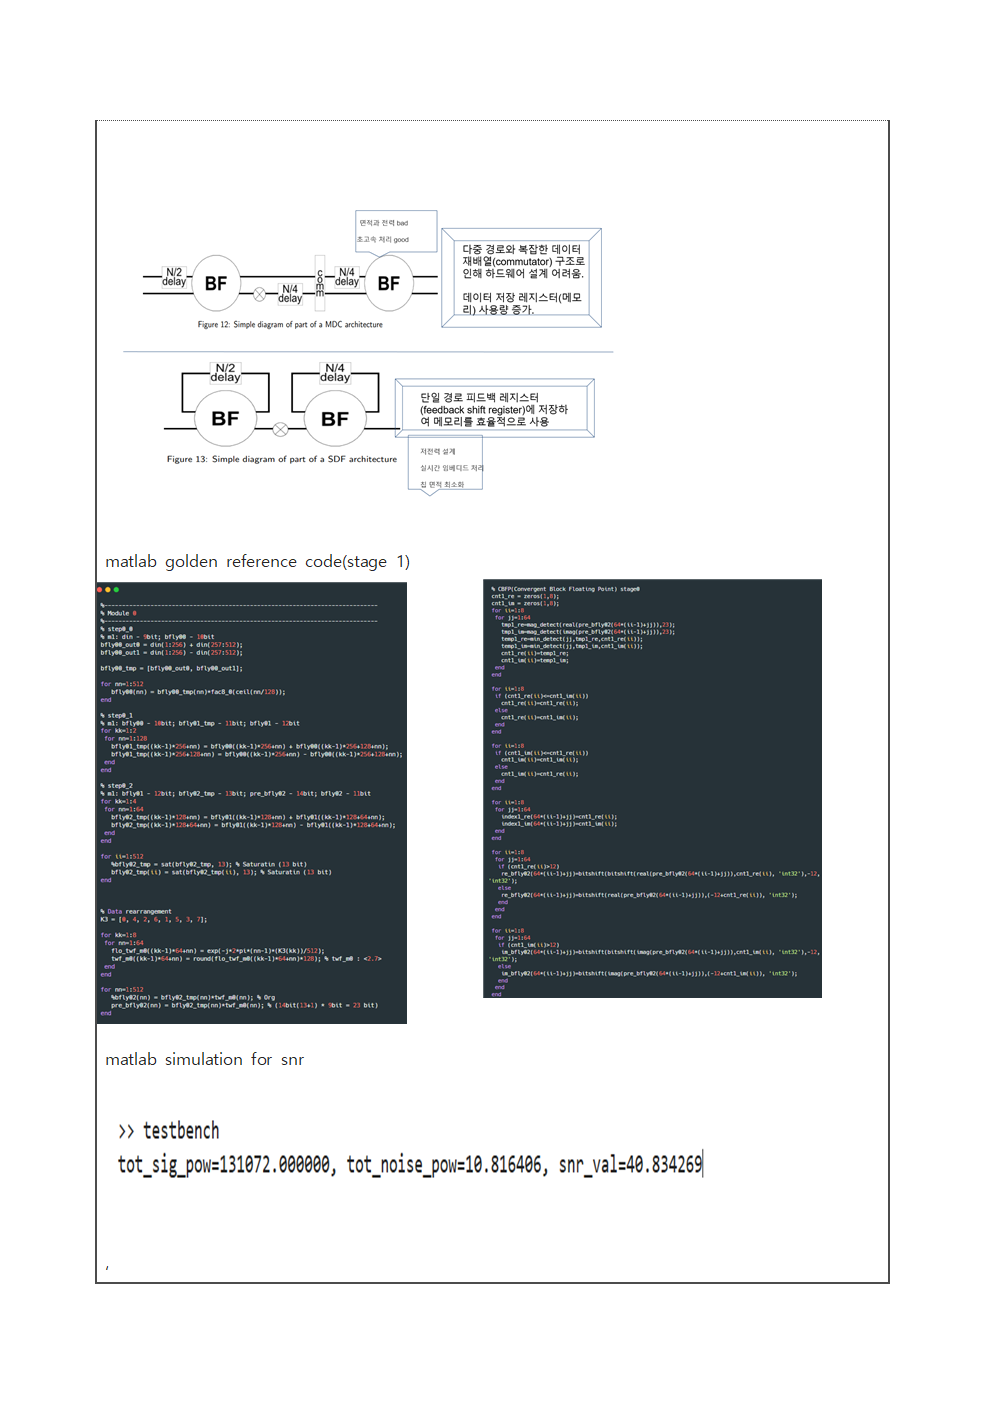 면적과 전력 bad
초고속 처리 good
다중 경로와 복잡한 데이터
재배열(commutator) 구조로
인해 하드웨어 설계 어려움.
데이터 저장 레지스터(메모
리) 사용량 증가.
N/2
delay
BF
N/4
delay
comm
N/4
delay
BF
Figure 12: Simple diagram of part of a MDC architecture
N/2
delay
BF
N/4
delay
BF
단일 경로 피드백 레지스터
(feedback shift register)에 저장하
여 메모리를 효율적으로 사용
저전력 설계
실시간 임베디드 처리
칩 면적 최소화
Figure 13: Simple diagram of part of a SDF architecture
matlab golden reference code(stage 1)
%-----------------------------------------------------------------------------
% Module 0
%-----------------------------------------------------------------------------
% step0_0
% m1: din - 9bit; bfly00 - 10bit
bfly00_out0 = din(1:256) + din(257:512);
bfly00_out1 = din(1:256) - din(257:512);
bfly00_tmp = [bfly00_out0, bfly00_out1];
for nn=1:512
bfly00(nn) = bfly00_tmp(nn)*fac8_0(ceil(nn/128));
end
% step0_1
% m1: bfly00 - 10bit; bfly01_tmp - 11bit; bfly01 - 12bit
for kk=1:2
for nn=1:128
bfly01_tmp((kk-1)*256+nn) = bfly00((kk-1)*256+nn) + bfly00((kk-1)*256+128+nn);
bfly01_tmp((kk-1)*256+128+nn) = bfly00((kk-1)*256+nn) - bfly00((kk-1)*256+128+nn);
end
end
% step0_2
% m1: bfly01 - 12bit; bfly02_tmp - 13bit; pre_bfly02 - 14bit; bfly02 - 11bit
for kk=1:4
for nn=1:64
bfly02_tmp((kk-1)*128+nn) = bfly01((kk-1)*128+nn) + bfly01((kk-1)*128+64+nn);
bfly02_tmp((kk-1)*128+64+nn) = bfly01((kk-1)*128+nn) - bfly01((kk-1)*128+64+nn);
end
end
for ii=1:512
%bfly02_tmp = sat(bfly02_tmp, 13); % Saturatin (13 bit)
bfly02_tmp(ii) = sat(bfly02_tmp(ii), 13); % Saturatin (13 bit)
end
% Data rearrangement
K3 = [0, 4, 2, 6, 1, 5, 3, 7];
for kk=1:8
for nn=1:64
flo_twf_m0((kk-1)*64+nn) = exp(-j*2*pi*(nn-1)*(K3(kk))/512);
twf_m0((kk-1)*64+nn) = round(flo_twf_m0((kk-1)*64+nn)*128); % twf_m0 : <2.7>
end
end
for nn=1:512
%bfly02(nn) = bfly02_tmp(nn)*twf_m0(nn); % Org
pre_bfly02(nn) = bfly02_tmp(nn)*twf_m0(nn); % (14bit(13+1) * 9bit = 23 bit)
end
% CBFP(Convergent Block Floating Point) stage0
cnt1_re = zeros(1,8);
cnt1_im = zeros(1,8);
for ii=1:8
for jj=1:64
tmp1_re=mag_detect(real(pre_bfly02(64*(ii-1)+jj)),23);
tmp1_im=mag_detect(imag(pre_bfly02(64*(ii-1)+jj)),23);
temp1_re=min_detect(jj,tmp1_re,cnt1_re(ii));
temp1_im=min_detect(jj,tmp1_im,cnt1_im(ii));
cnt1_re(ii)=temp1_re;
cnt1_im(ii)=temp1_im;
end
end
for ii=1:8
if (cnt1_re(ii)<=cnt1_im(ii))
cnt1_re(ii)=cnt1_re(ii);
else
cnt1_re(ii)=cnt1_im(ii);
end
end
for ii=1:8
if (cnt1_im(ii)<=cnt1_re(ii))
cnt1_im(ii)=cnt1_im(ii);
else
cnt1_im(ii)=cnt1_re(ii);
end
end
for ii=1:8
for jj=1:64
index1_re(64*(ii-1)+jj)=cnt1_re(ii);
index1_im(64*(ii-1)+jj)=cnt1_im(ii);
end
end
for ii=1:8
for jj=1:64
if (cnt1_re(ii)>12)
re_bfly02(64*(ii-1)+jj)=bitshift(bitshift(real(pre_bfly02(64*(ii-1)+jj)),cnt1_re(ii), 'int32'),-12,
'int32');
else
re_bfly02(64*(ii-1)+jj)=bitshift(real(pre_bfly02(64*(ii-1)+jj)),(-12+cnt1_re(ii)), 'int32');
end
end
end
for ii=1:8
for jj=1:64
if (cnt1_im(ii)>12)
im_bfly02(64*(ii-1)+jj)=bitshift(bitshift(imag(pre_bfly02(64*(ii-1)+jj)),cnt1_im(ii), 'int32'),-12,
'int32');
else
im_bfly02(64*(ii-1)+jj)=bitshift(imag(pre_bfly02(64*(ii-1)+jj)),(-12+cnt1_im(ii)), 'int32');
end
end
end
matlab simulation for snr
>> testbench
tot_sig_pow=131072.000000, tot_noise_pow=10.816406, snr_val=40.834269
,